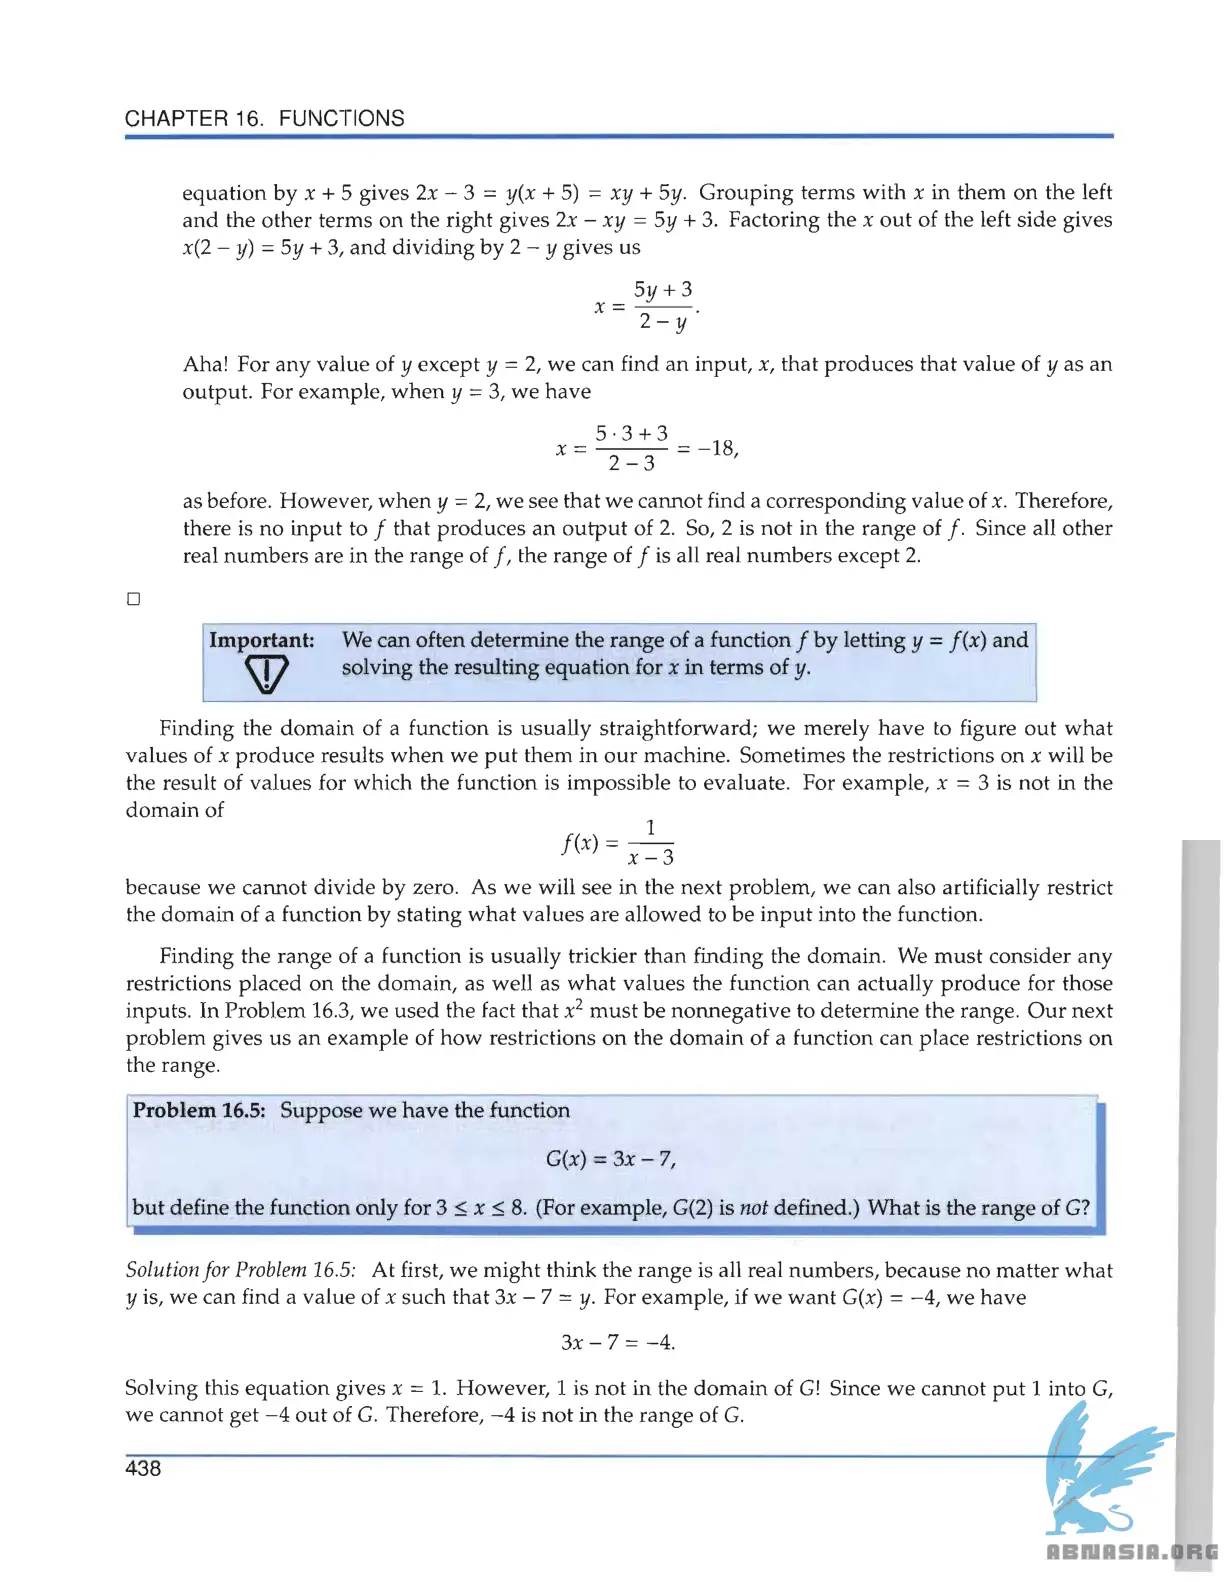 CHAPTER 16. FUNCTIONS
equation by x + 5 gives 2x − 3 = y(x + 5) = xy + 5y. Grouping terms with x in them on the left
and the other terms on the right gives 2x − xy = 5y + 3. Factoring the x out of the left side gives
x(2 − y) = 5y + 3, and dividing by 2 − y gives us
x = \frac{5y + 3}{2 − y}.
Aha! For any value of y except y = 2, we can find an input, x, that produces that value of y as an
output. For example, when y = 3, we have
x = \frac{5 · 3 + 3}{2 − 3} = −18,
as before. However, when y = 2, we see that we cannot find a corresponding value of x. Therefore,
there is no input to f that produces an output of 2. So, 2 is not in the range of f. Since all other
real numbers are in the range of f, the range of f is all real numbers except 2.
□
Important: We can often determine the range of a function f by letting y = f(x) and
solving the resulting equation for x in terms of y.
Finding the domain of a function is usually straightforward; we merely have to figure out what
values of x produce results when we put them in our machine. Sometimes the restrictions on x will be
the result of values for which the function is impossible to evaluate. For example, x = 3 is not in the
domain of
f(x) = \frac{1}{x − 3}
because we cannot divide by zero. As we will see in the next problem, we can also artificially restrict
the domain of a function by stating what values are allowed to be input into the function.
Finding the range of a function is usually trickier than finding the domain. We must consider any
restrictions placed on the domain, as well as what values the function can actually produce for those
inputs. In Problem 16.3, we used the fact that x² must be nonnegative to determine the range. Our next
problem gives us an example of how restrictions on the domain of a function can place restrictions on
the range.
Problem 16.5: Suppose we have the function
G(x) = 3x − 7,
but define the function only for 3 ≤ x ≤ 8. (For example, G(2) is not defined.) What is the range of G?
Solution for Problem 16.5: At first, we might think the range is all real numbers, because no matter what
y is, we can find a value of x such that 3x − 7 = y. For example, if we want G(x) = −4, we have
3x − 7 = −4.
Solving this equation gives x = 1. However, 1 is not in the domain of G! Since we cannot put 1 into G,
we cannot get −4 out of G. Therefore, −4 is not in the range of G.
438
ABMASIA.ORG